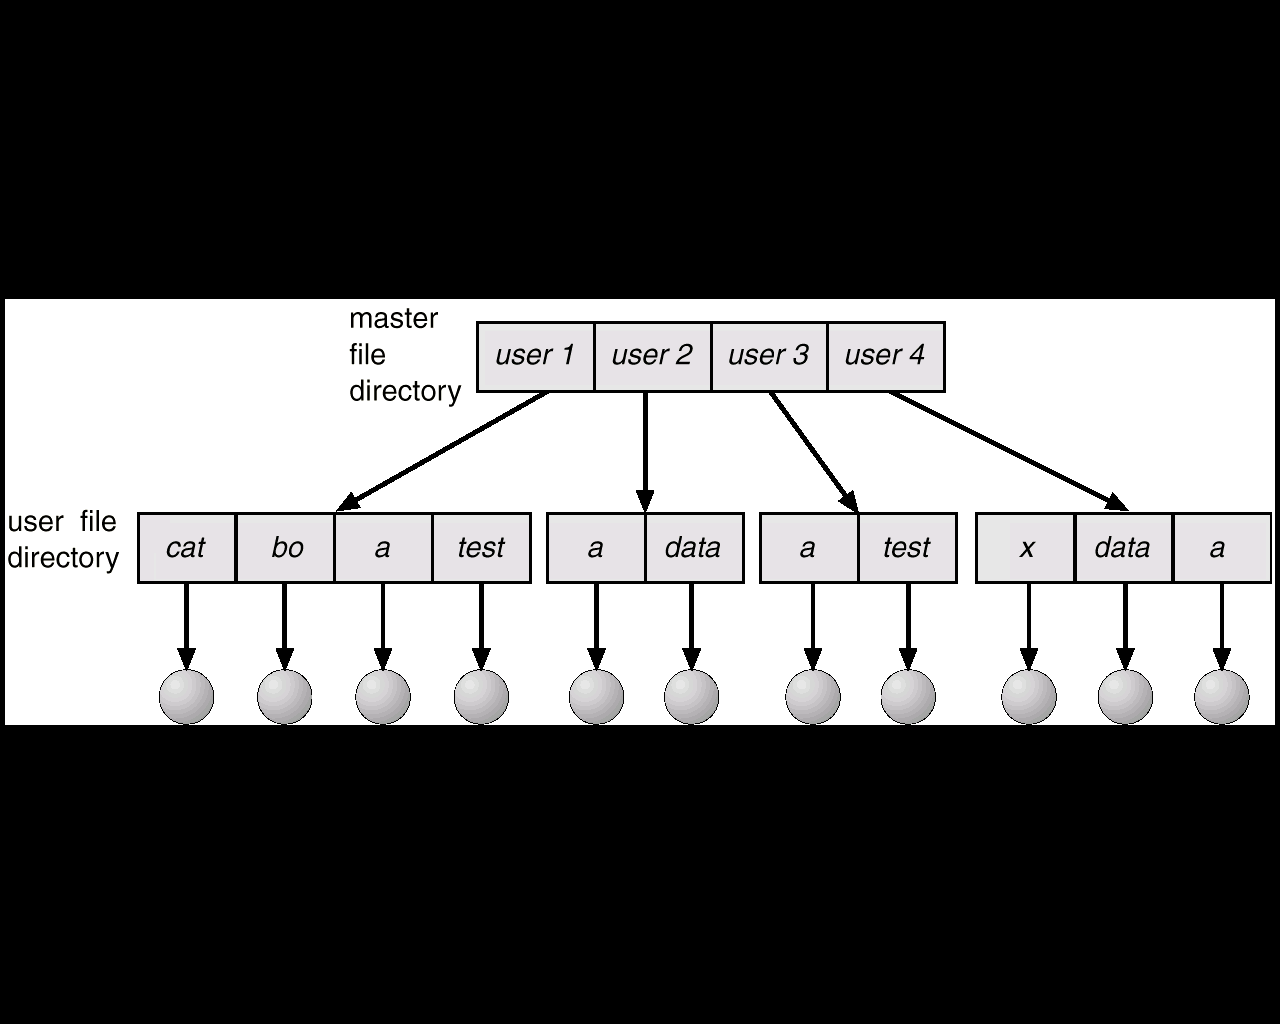 master
file
directory
user 1 user 2 user 3 user 4
user file
directory
cat bo a test a data a test x data a